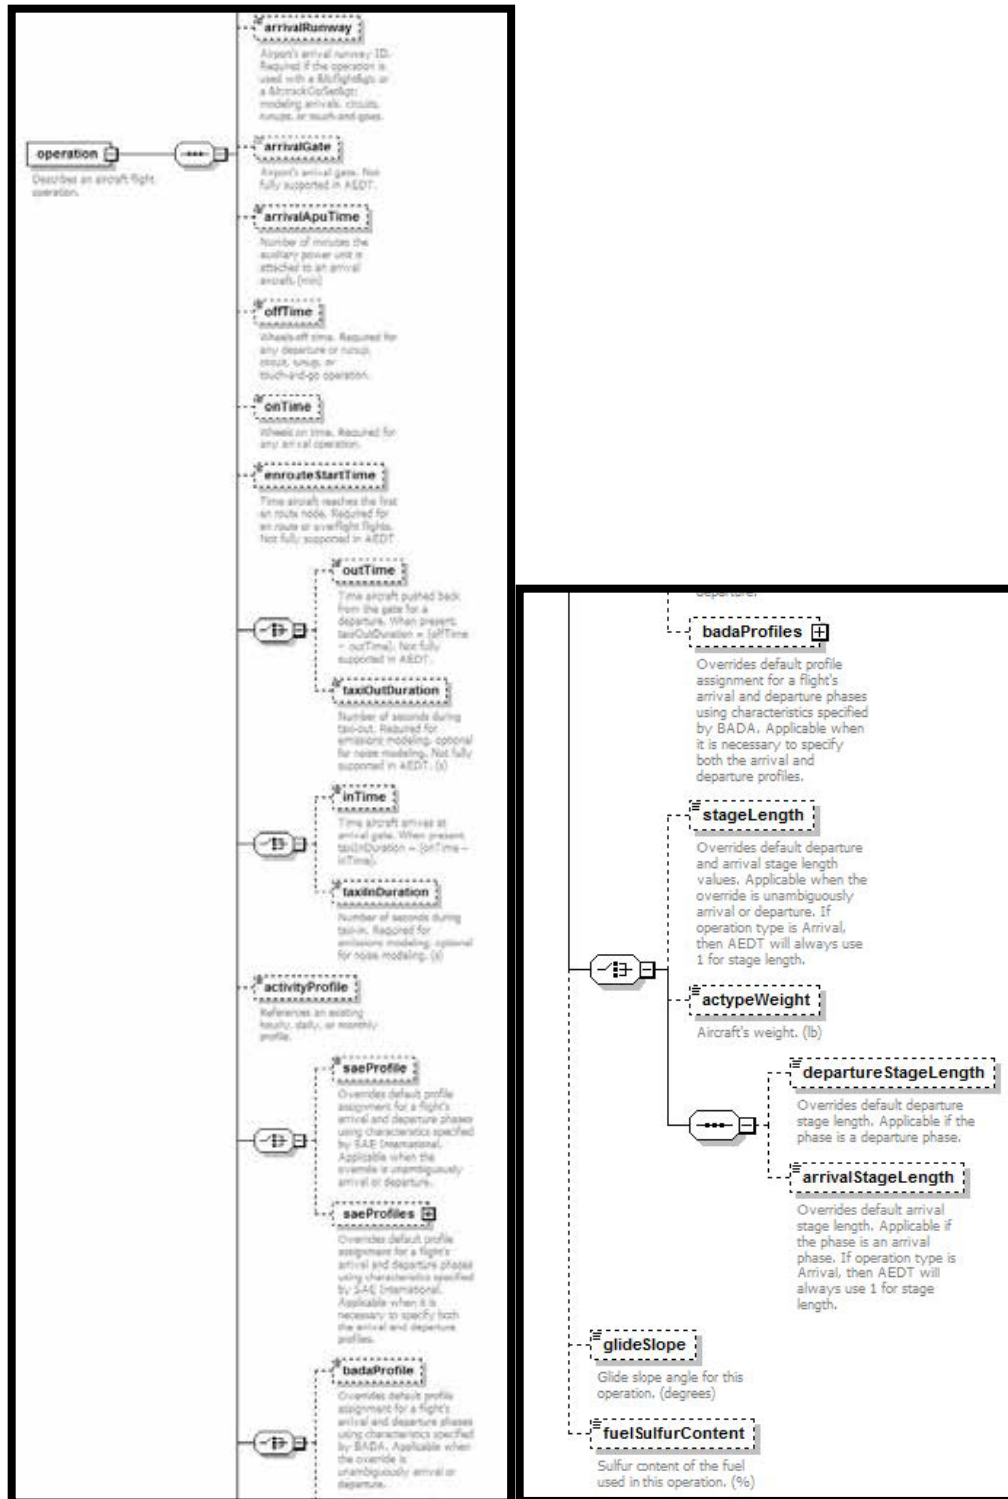 arrivalRunway
Airport's arrival runway ID.
Required if the operation is
used with a &lt;flight&gt; or
a &lt;trackOpSet&gt;
modeling arrivals, circuits,
runups, or touch-and-goes.
operation
Describes an aircraft flight
operation.
arrivalGate
Airport's arrival gate. Not
fully supported in AEDT.
arrivalApuTime
Number of minutes the
auxiliary power unit is
attached to an arrival
aircraft. (min)
offTime
Wheels-off time. Required for
any departure or runup,
circuit, runup, or
touch-and-go operation.
onTime
Wheels on time. Required for
any arrival operation.
enrouteStartTime
Time aircraft reaches the first
en route node. Required for
en route or overflight flights.
Not fully supported in AEDT
outTime
Time aircraft pushed back
from the gate for a
departure. When present,
taxiOutDuration = (offTime
- outTime). Not fully
supported in AEDT.
taxiOutDuration
Number of seconds during
taxi-out. Required for
emissions modeling, optional
for noise modeling. Not fully
supported in AEDT. (s)
inTime
Time aircraft arrives at
arrival gate. When present,
taxiInDuration = (onTime -
inTime).
taxiInDuration
Number of seconds during
taxi-in. Required for
emissions modeling, optional
for noise modeling. (s)
activityProfile
References an existing
hourly, daily, or monthly
profile.
saeProfile
Overrides default profile
assignment for a flight's
arrival and departure phases
using characteristics specified
by SAE International.
Applicable when the
override is unambiguously
arrival or departure.
saeProfiles
Overrides default profile
assignment for a flight's
arrival and departure phases
using characteristics specified
by SAE International.
Applicable when it is
necessary to specify both
the arrival and departure
profiles.
badaProfile
Overrides default profile
assignment for a flight's
arrival and departure phases
using characteristics specified
by BADA. Applicable when
the override is
unambiguously arrival or
departure.
departure.
badaProfiles
Overrides default profile
assignment for a flight's
arrival and departure phases
using characteristics specified
by BADA. Applicable when
it is necessary to specify
both the arrival and
departure profiles.
stageLength
Overrides default departure
and arrival stage length
values. Applicable when the
override is unambiguously
arrival or departure. If
operation type is Arrival,
then AEDT will always use
1 for stage length.
actypeWeight
Aircraft's weight. (lb)
departureStageLength
Overrides default departure
stage length. Applicable if the
phase is a departure phase.
arrivalStageLength
Overrides default arrival
stage length. Applicable if
the phase is an arrival
phase. If operation type is
Arrival, then AEDT will
always use 1 for stage
length.
glideSlope
Glide slope angle for this
operation. (degrees)
fuelSulfurContent
Sulfur content of the fuel
used in this operation. (%)